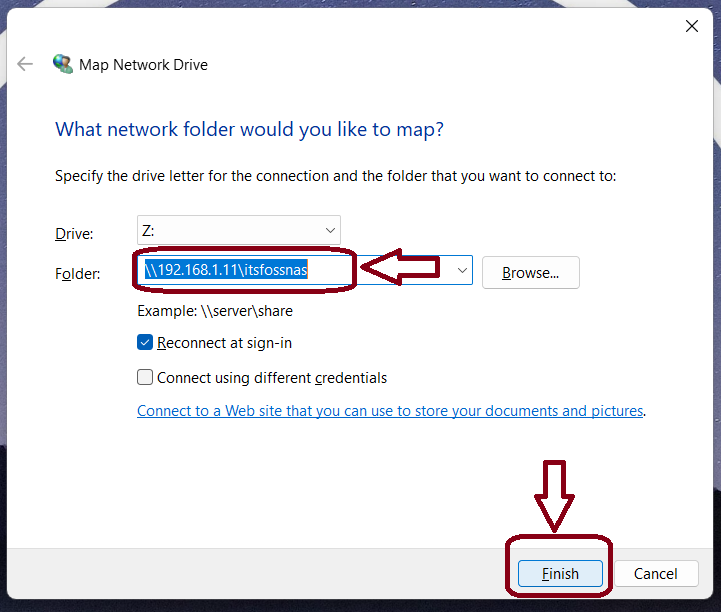 Map Network Drive
What network folder would you like to map?
Specify the drive letter for the connection and the folder that you want to connect to:
Drive: Z:
Folder: \\192.168.1.11\itsfossnas Browse...
Example: \\server\share
Reconnect at sign-in
Connect using different credentials
Connect to a Web site that you can use to store your documents and pictures.
Finish Cancel